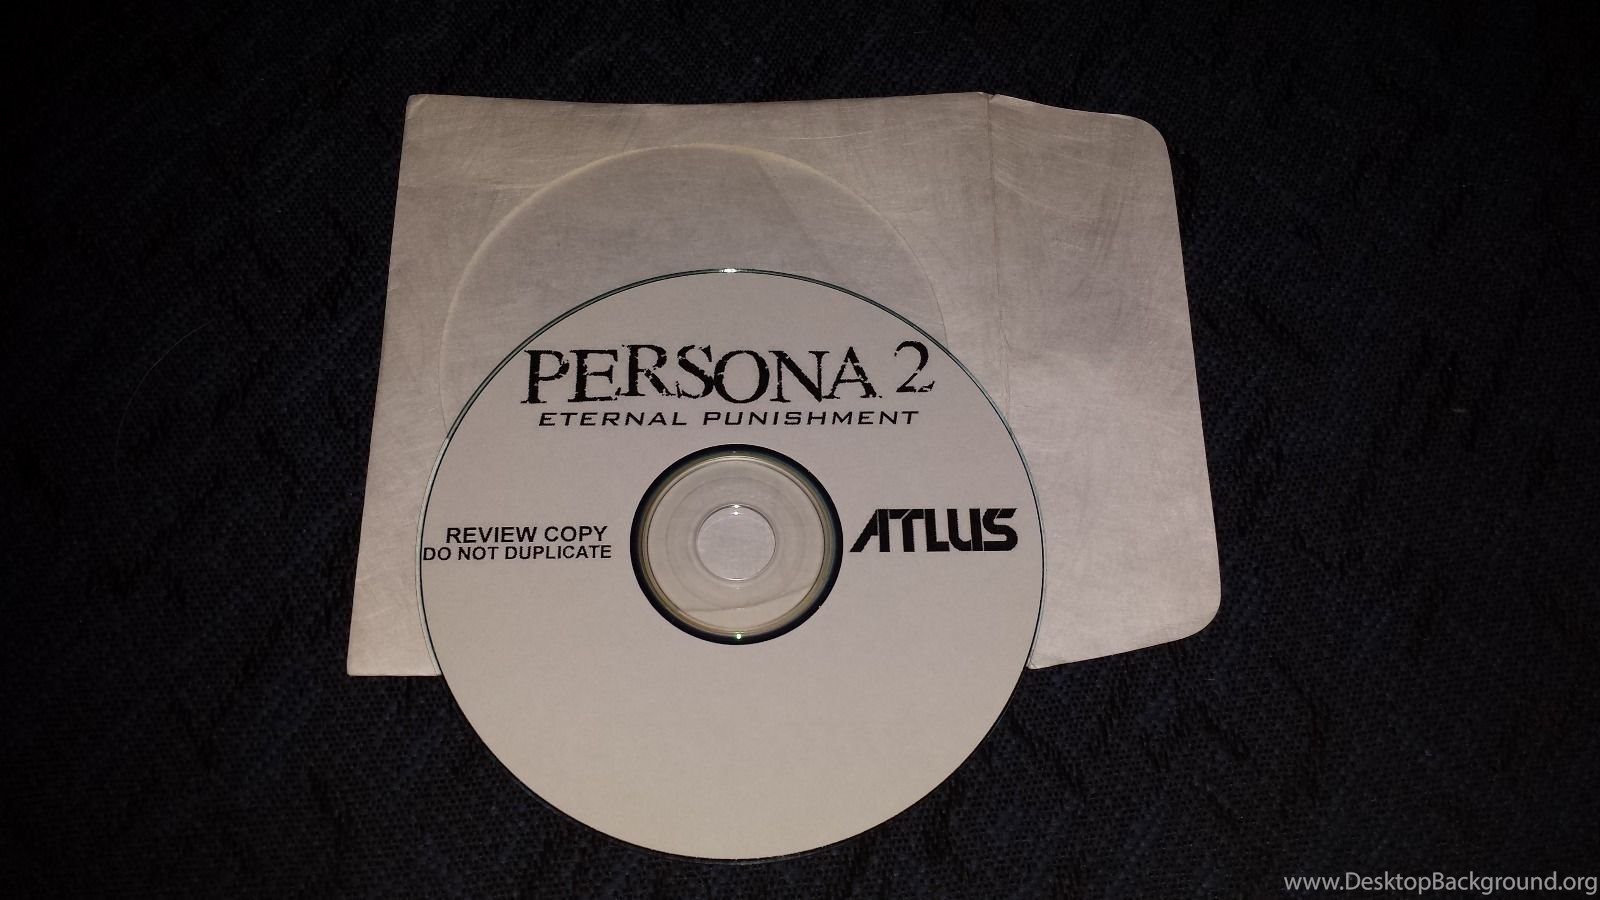 PERSONA 2
ETERNAL PUNISHMENT
REVIEW COPY
DO NOT DUPLICATE
ATLUS
www.DesktopBackground.org